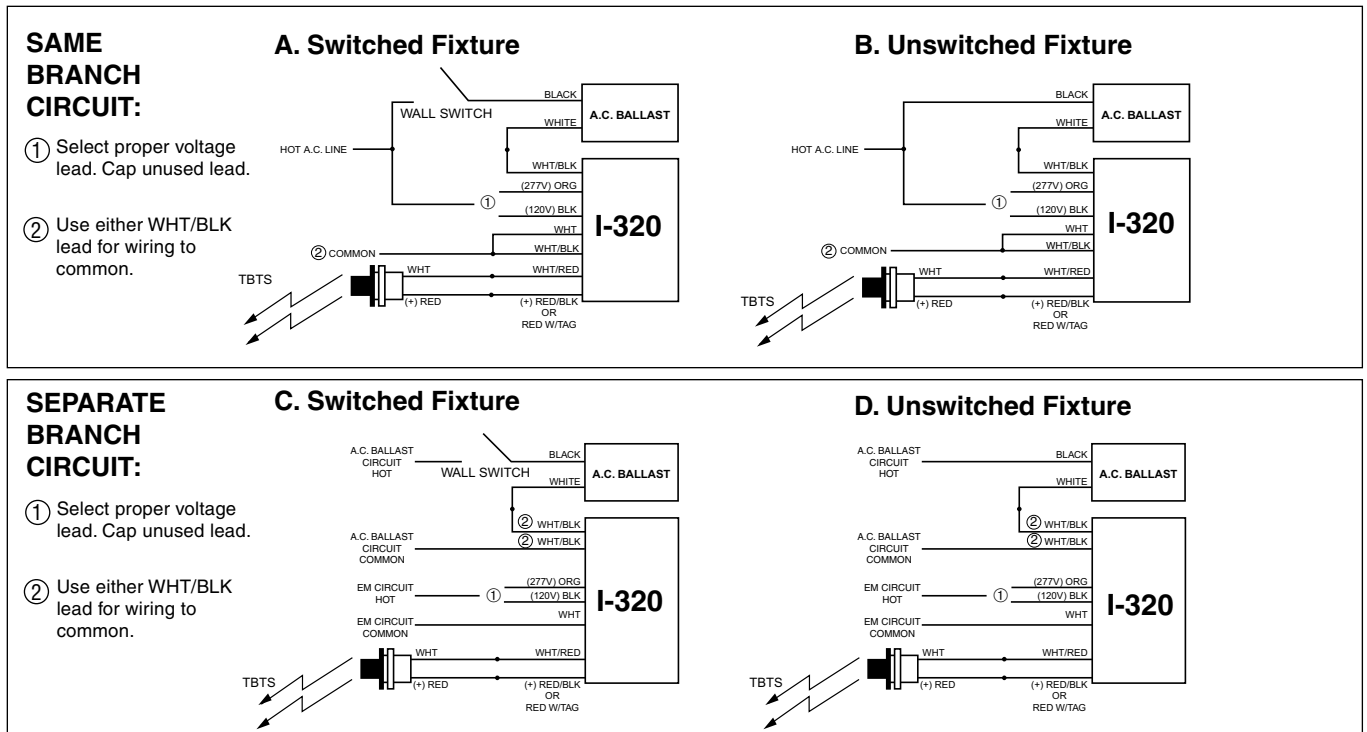 SAME
BRANCH
CIRCUIT:
① Select proper voltage
lead. Cap unused lead.
② Use either WHT/BLK
lead for wiring to
common.
A. Switched Fixture
WALL SWITCH
BLACK
A.C. BALLAST
WHITE
HOT A.C. LINE
WHT/BLK
(277V) ORG
①
(120V) BLK
I-320
WHT
② COMMON
WHT/BLK
TBTS
WHT
WHT/RED
(+) RED
(+) RED/BLK
OR
RED W/TAG
B. Unswitched Fixture
BLACK
A.C. BALLAST
WHITE
HOT A.C. LINE
WHT/BLK
(277V) ORG
①
(120V) BLK
I-320
WHT
② COMMON
WHT/BLK
TBTS
WHT
WHT/RED
(+) RED
(+) RED/BLK
OR
RED W/TAG
SEPARATE
BRANCH
CIRCUIT:
① Select proper voltage
lead. Cap unused lead.
② Use either WHT/BLK
lead for wiring to
common.
C. Switched Fixture
A.C. BALLAST
CIRCUIT
HOT
WALL SWITCH
BLACK
A.C. BALLAST
WHITE
② WHT/BLK
② WHT/BLK
A.C. BALLAST
CIRCUIT
COMMON
(277V) ORG
EM CIRCUIT
HOT
①
(120V) BLK
I-320
WHT
EM CIRCUIT
COMMON
TBTS
WHT
WHT/RED
(+) RED
(+) RED/BLK
OR
RED W/TAG
D. Unswitched Fixture
A.C. BALLAST
CIRCUIT
HOT
BLACK
A.C. BALLAST
WHITE
② WHT/BLK
② WHT/BLK
A.C. BALLAST
CIRCUIT
COMMON
(277V) ORG
EM CIRCUIT
HOT
①
(120V) BLK
I-320
WHT
EM CIRCUIT
COMMON
TBTS
WHT
WHT/RED
(+) RED
(+) RED/BLK
OR
RED W/TAG